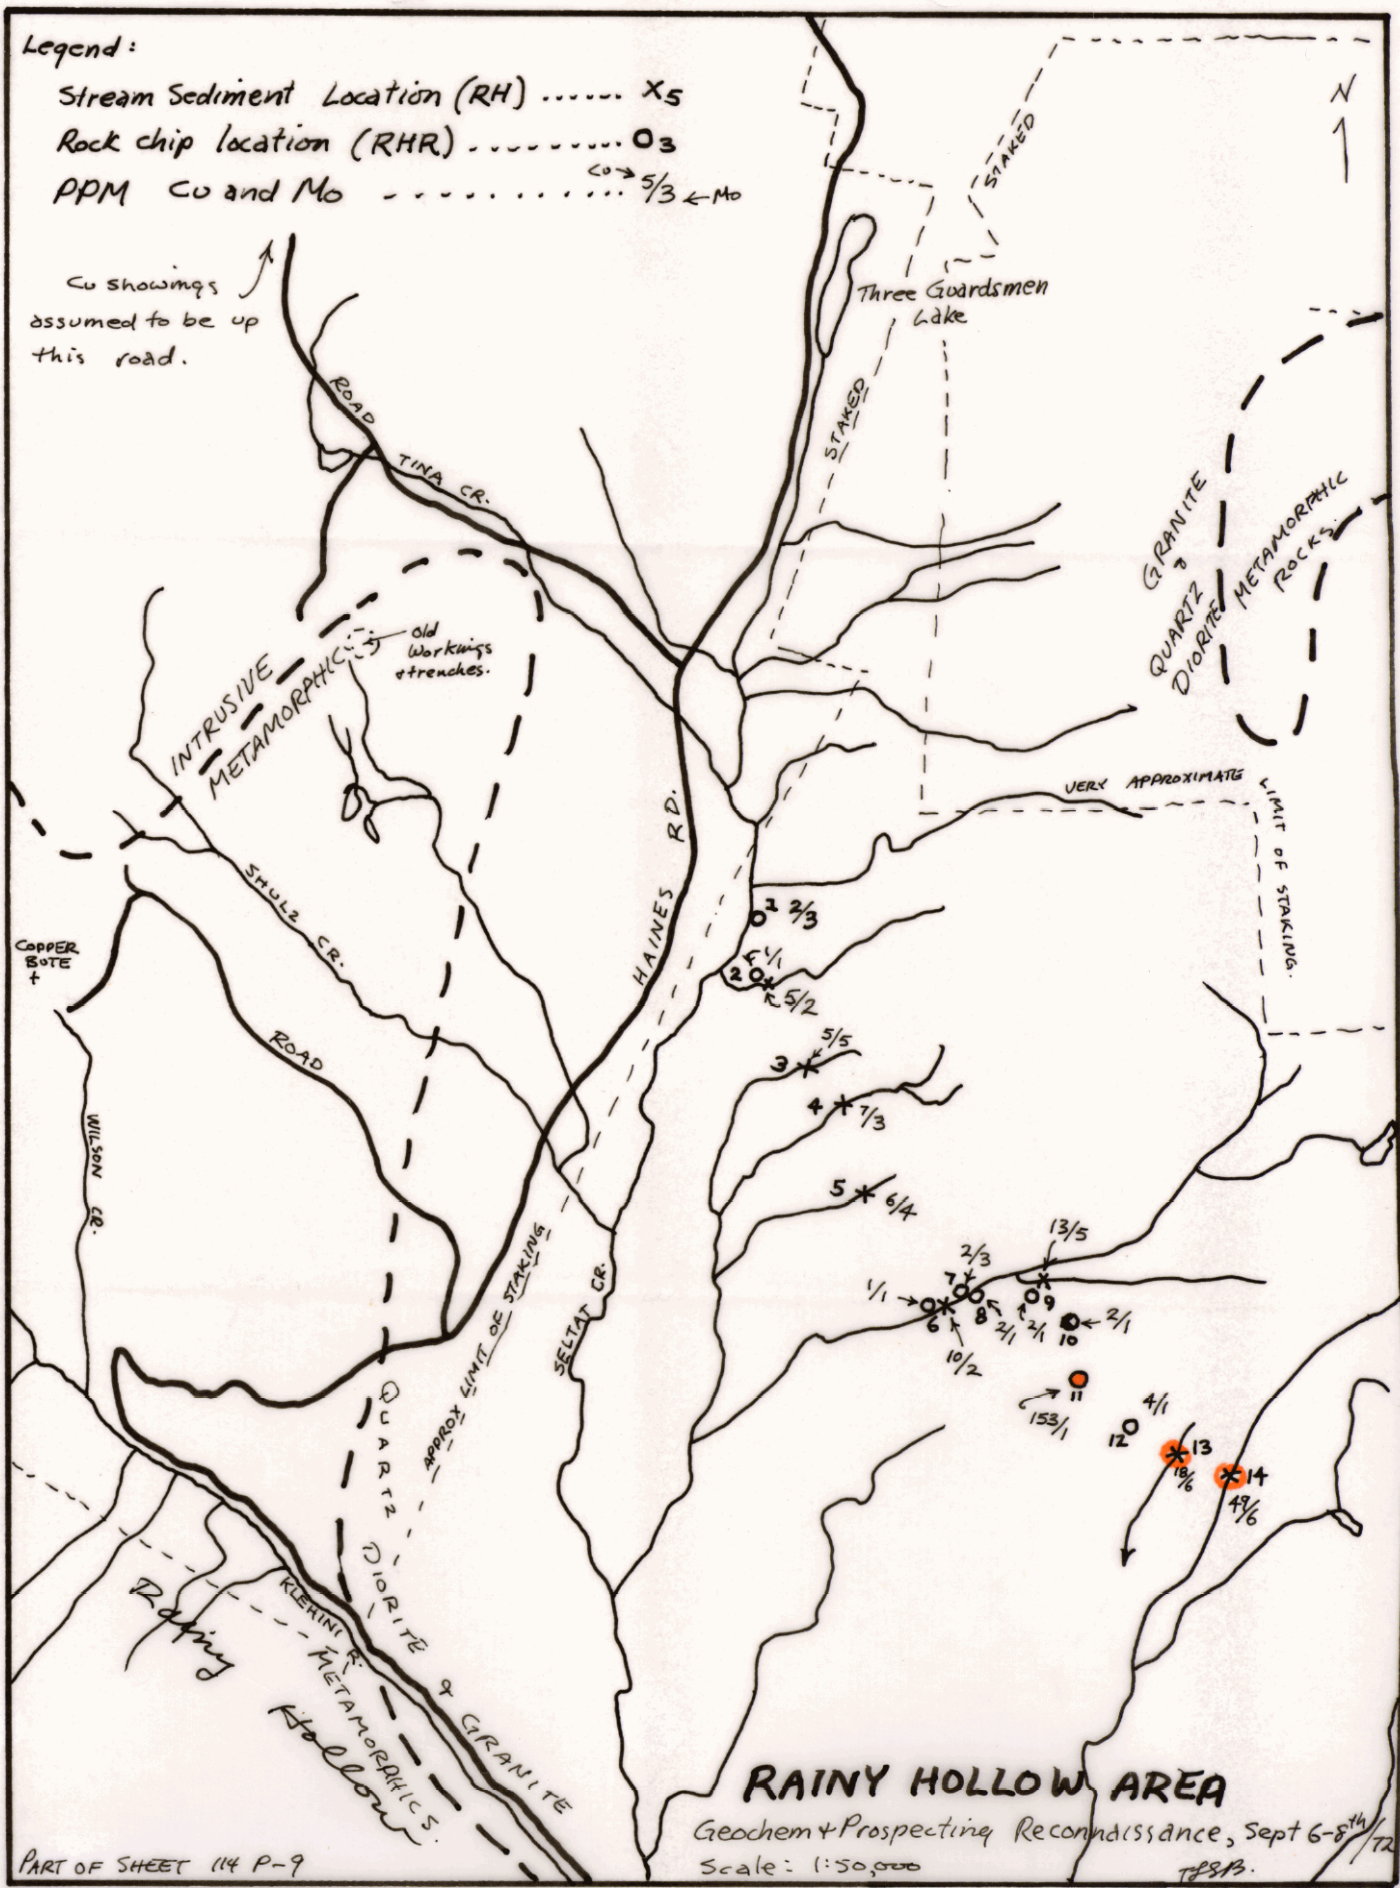 Legend:
Stream Sediment Location (RH) ...... X5
Rock chip location (RHR) ......... O3
PPM Cu and Mo - . . . . . . . . . . . Cu→ 5/3 ←Mo
N
STAKED
Cu showings
assumed to be up
this road.
Three Guardsmen
Lake
ROAD
STAKED
TINA CR.
GRANITE
&
QUARTZ
DIORITE
METAMORPHIC
ROCKS
Old
Workings
& trenches.
INTRUSIVE
METAMORPHIC
VERY APPROXIMATE
LIMIT OF STAKING.
HAINES RD.
SHULZ CR.
COPPER
BUTE
+
1 2/3
2 1/1
5/2
ROAD
5/5
3
4 7/3
WILSON CR.
5 6/4
13/5
2/3
7
1/1
6
8
2/1
2/1
9
10
2/1
10/2
APPROX LIMIT OF STAKING
SELTAT CR.
11
153/1
4/1
12
13
18/6
14
49/6
QUARTZ
DIORITE & GRANITE
KLEHINI R.
METAMORPHICS.
Rainy
Hollow
RAINY HOLLOW AREA
Geochem & Prospecting Reconnaissance, Sept 6-8th/72
Scale: 1:50,000
PART OF SHEET 114 P-9